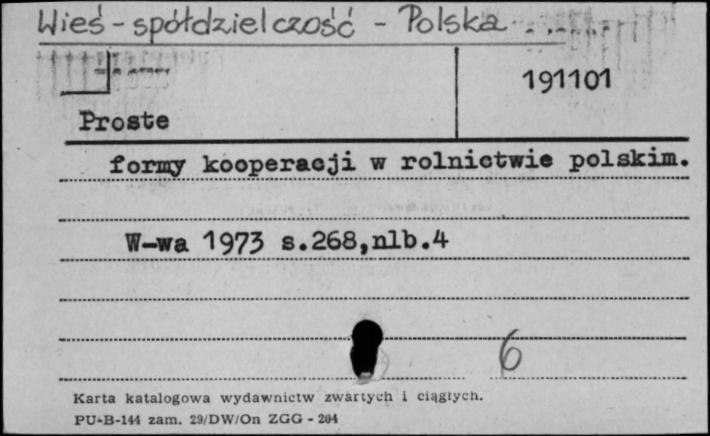 Wieś - spółdzielczość - Polska
191101
Proste
formy kooperacji w rolnictwie polskim.
W-wa 1973 s.268,nlb.4
6
Karta katalogowa wydawnictw zwartych i ciągłych.
PU-B-144 zam. 29/DW/On ZGG - 204